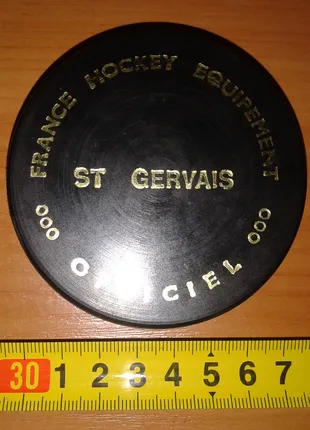 FRANCE HOCKEY EQUIPEMENT
ST GERVAIS
ooo OFFICIEL ooo
30 1 2 3 4 5 6 7